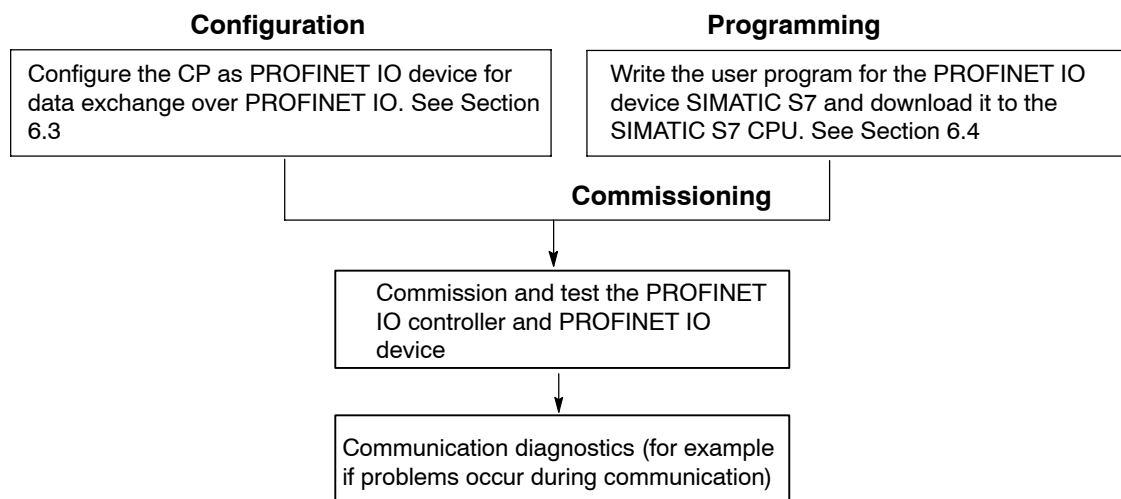 Configuration
Configure the CP as PROFINET IO device for
data exchange over PROFINET IO. See Section
6.3
Programming
Write the user program for the PROFINET IO
device SIMATIC S7 and download it to the
SIMATIC S7 CPU. See Section 6.4
Commissioning
Commission and test the PROFINET
IO controller and PROFINET IO
device
Communication diagnostics (for example
if problems occur during communication)